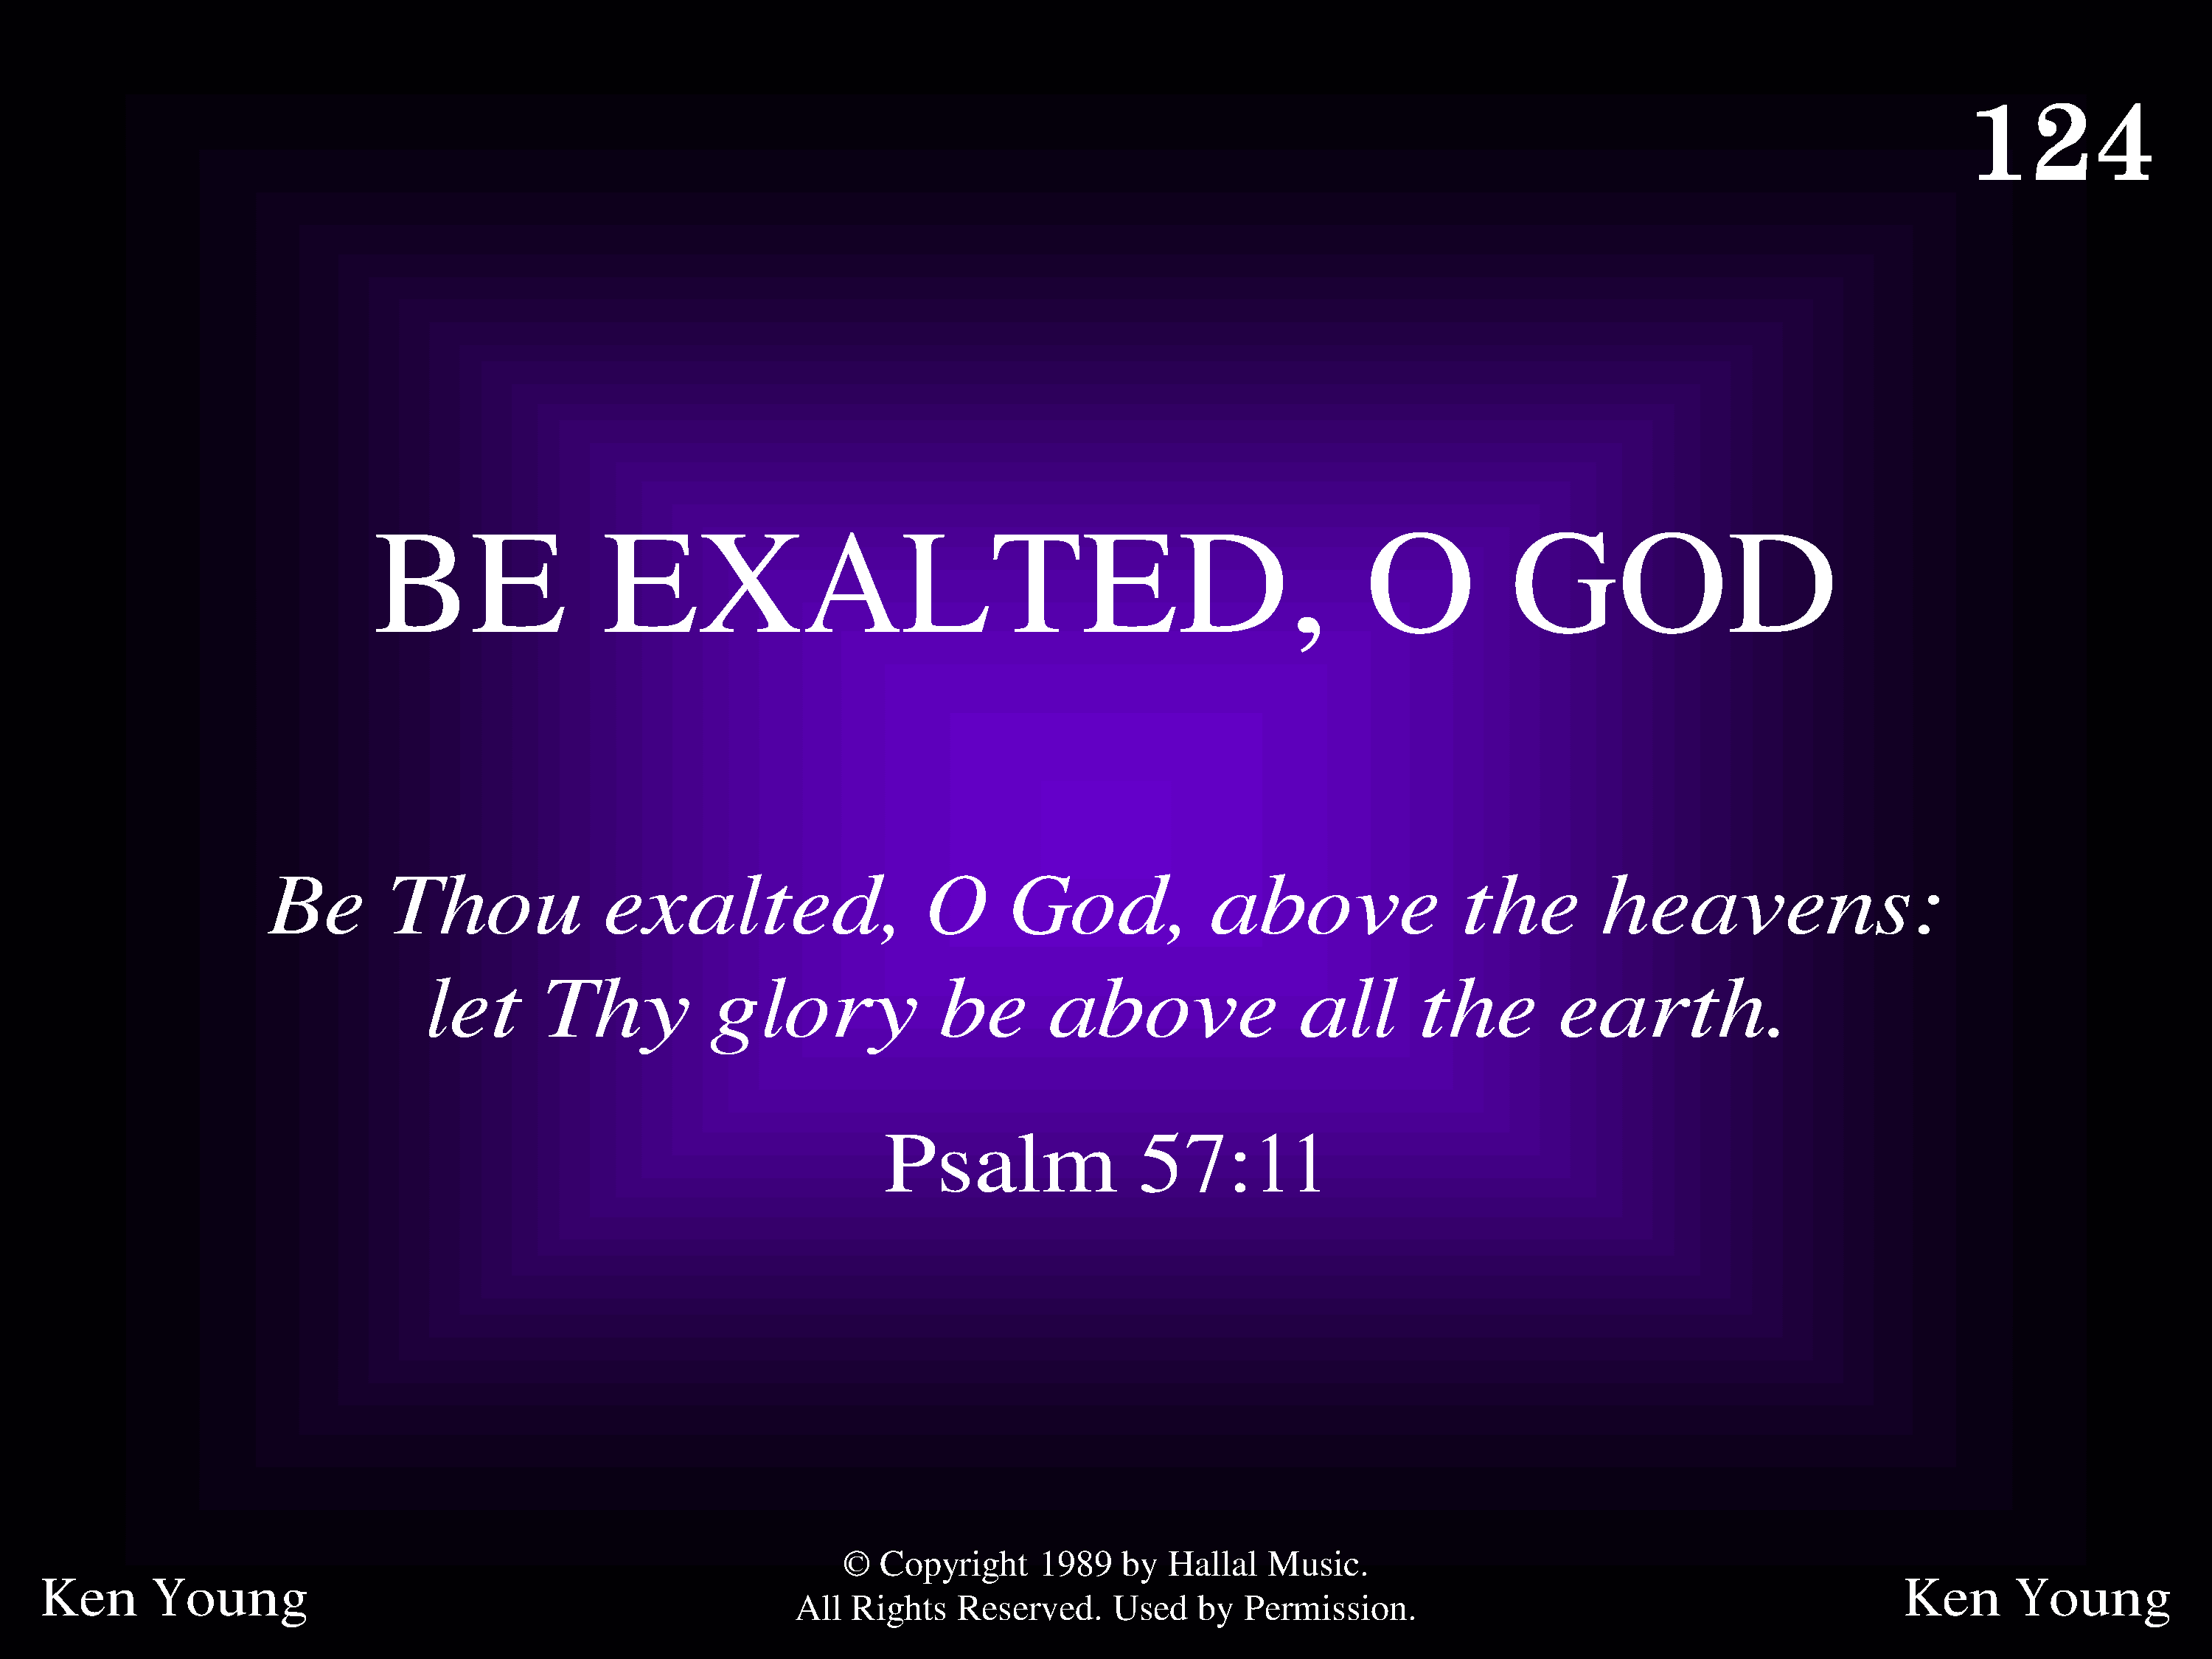 124
BE EXALTED, O GOD
Be Thou exalted, O God, above the heavens:
let Thy glory be above all the earth.
Psalm 57:11
© Copyright 1989 by Hallal Music.
All Rights Reserved. Used by Permission.
Ken Young
Ken Young